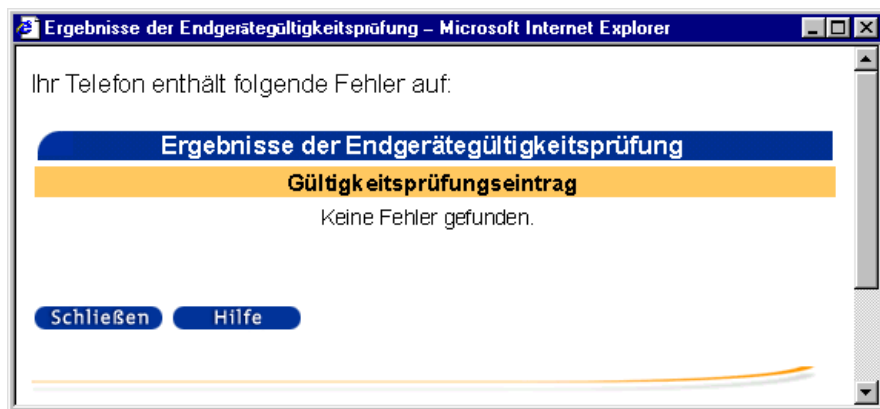 Ergebnisse der Endgerätegültigkeitsprüfung – Microsoft Internet Explorer
Ihr Telefon enthält folgende Fehler auf:
Ergebnisse der Endgerätegültigkeitsprüfung
Gültigkeitsprüfungseintrag
Keine Fehler gefunden.
Schließen Hilfe